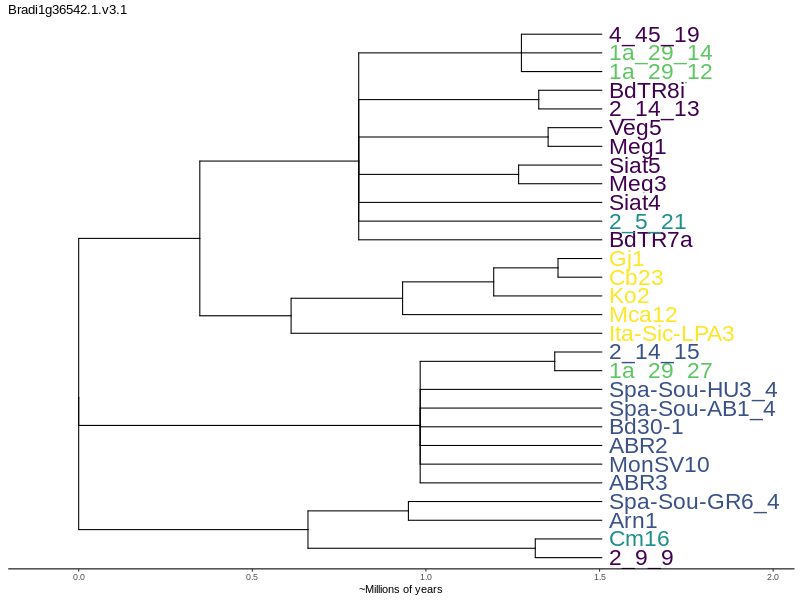 Bradi1g36542.1.v3.1
4_45_19
1a_29_14
1a_29_12
BdTR8i
2_14_13
Veg5
Meg1
Siat5
Meg3
Siat4
2_5_21
BdTR7a
Gj1
Cb23
Ko2
Mca12
Ita-Sic-LPA3
2_14_15
1a_29_27
Spa-Sou-HU3_4
Spa-Sou-AB1_4
Bd30-1
ABR2
MonSV10
ABR3
Spa-Sou-GR6_4
Arn1
Cm16
2_9_9
0.0 0.5 1.0 1.5 2.0
~Millions of years